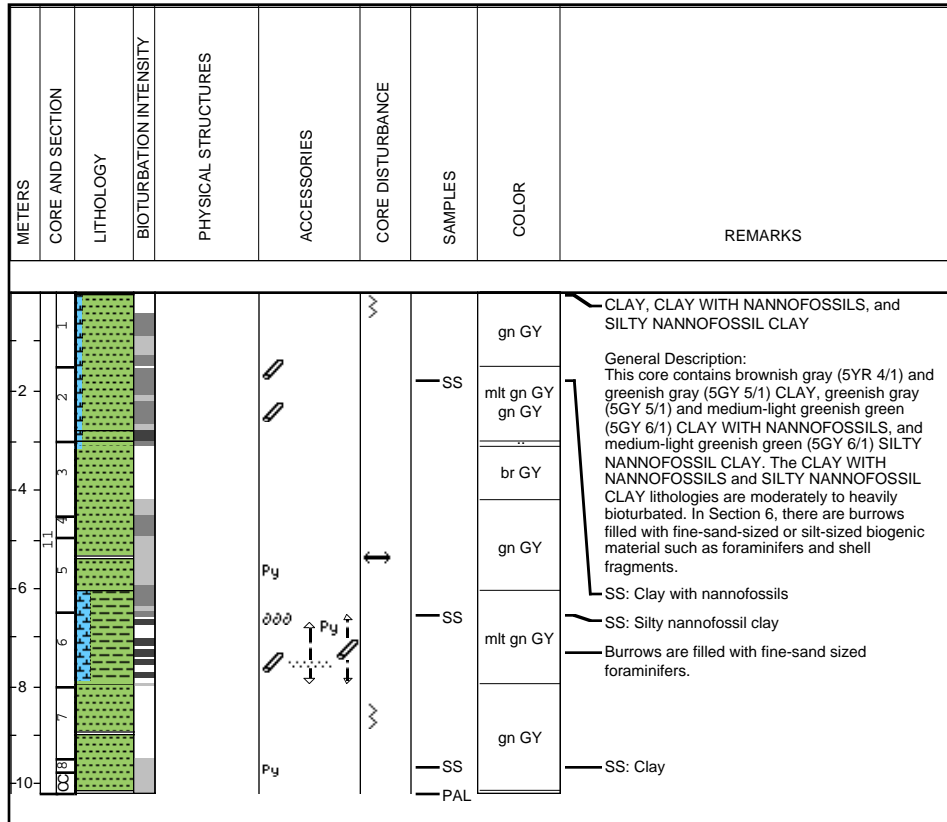 METERS
CORE AND SECTION
LITHOLOGY
BIOTURBATION INTENSITY
PHYSICAL STRUCTURES
ACCESSORIES
CORE DISTURBANCE
SAMPLES
COLOR
REMARKS
-2
-4
-6
-8
-10
11
1
2
3
4
5
6
7
8
CC
Py
Py
Py
SS
SS
SS
PAL
gn GY
mlt gn GY
gn GY
br GY
gn GY
mlt gn GY
gn GY
CLAY, CLAY WITH NANNOFOSSILS, and
SILTY NANNOFOSSIL CLAY
General Description:
This core contains brownish gray (5YR 4/1) and
greenish gray (5GY 5/1) CLAY, greenish gray
(5GY 5/1) and medium-light greenish green
(5GY 6/1) CLAY WITH NANNOFOSSILS, and
medium-light greenish green (5GY 6/1) SILTY
NANNOFOSSIL CLAY. The CLAY WITH
NANNOFOSSILS and SILTY NANNOFOSSIL
CLAY lithologies are moderately to heavily
bioturbated. In Section 6, there are burrows
filled with fine-sand-sized or silt-sized biogenic
material such as foraminifers and shell
fragments.
SS: Clay with nannofossils
SS: Silty nannofossil clay
Burrows are filled with fine-sand sized
foraminifers.
SS: Clay